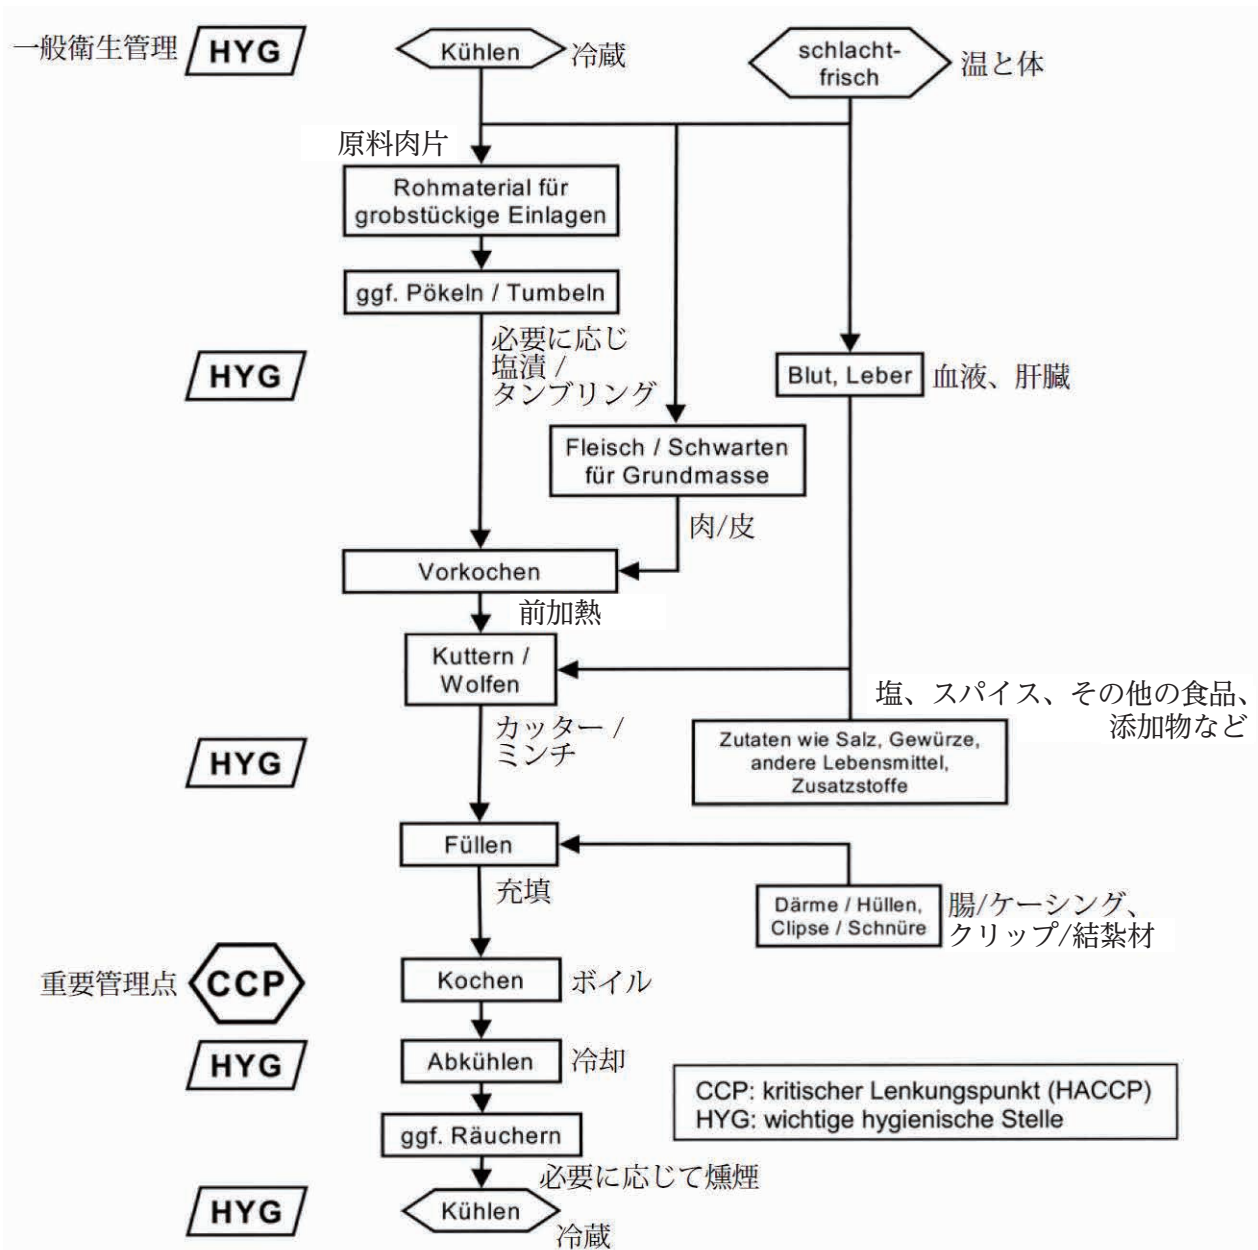 一般衛生管理
HYG
Kühlen
冷蔵
schlacht-
frisch
温と体
原料肉片
Rohmaterial für
grobstückige Einlagen
ggf. Pökeln / Tumbeln
必要に応じ
塩漬 /
タンブリング
HYG
Blut, Leber
血液、肝臓
Fleisch / Schwarten
für Grundmasse
肉/皮
Vorkochen
前加熱
Kuttern /
Wolfen
カッター /
ミンチ
塩、スパイス、その他の食品、
添加物など
Zutaten wie Salz, Gewürze,
andere Lebensmittel,
Zusatzstoffe
HYG
Füllen
充填
Därme / Hüllen,
Clipse / Schnüre
腸/ケーシング、
クリップ/結紮材
重要管理点
CCP
Kochen
ボイル
HYG
Abkühlen
冷却
CCP: kritischer Lenkungspunkt (HACCP)
HYG: wichtige hygienische Stelle
ggf. Räuchern
必要に応じて燻煙
HYG
Kühlen
冷蔵